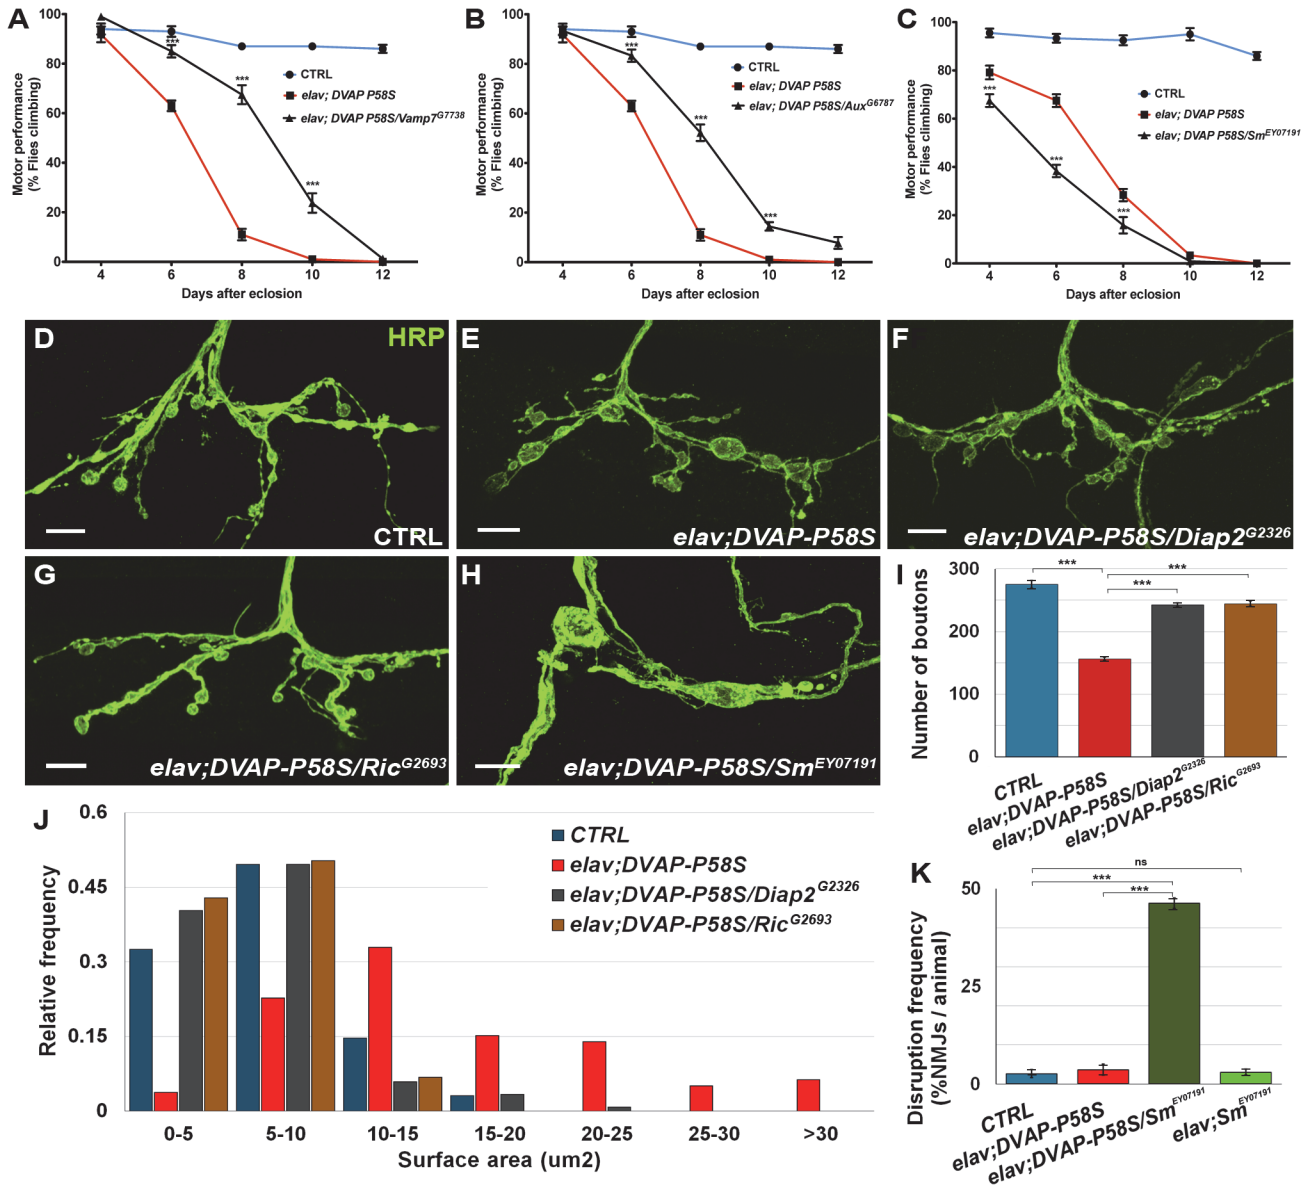 A
100
80
60
40
20
0
4 6 8 10 12
Motor performance
(% Flies climbing)
Days after eclosion
CTRL
elav; DVAP P58S
elav; DVAP P58S/Vamp7G7738
***
***
***
***
B
100
80
60
40
20
0
4 6 8 10 12
Motor performance
(% Flies climbing)
Days after eclosion
CTRL
elav; DVAP P58S
elav; DVAP P58S/AuxG6787
***
***
***
C
100
80
60
40
20
0
4 6 8 10 12
Motor performance
(% Flies climbing)
Days after eclosion
CTRL
elav; DVAP P58S
elav; DVAP P58S/SmEY07191
***
***
***
D
HRP
CTRL
E
elav;DVAP-P58S
F
elav;DVAP-P58S/Diap2G2326
G
elav;DVAP-P58S/RicG2693
H
elav;DVAP-P58S/SmEY07191
I
300
200
100
0
Number of boutons
***
***
***
CTRL
elav;DVAP-P58S
elav;DVAP-P58S/Diap2G2326
elav;DVAP-P58S/RicG2693
J
0.6
0.45
0.3
0.15
0
Relative frequency
CTRL
elav;DVAP-P58S
elav;DVAP-P58S/Diap2G2326
elav;DVAP-P58S/RicG2693
0-5 5-10 10-15 15-20 20-25 25-30 >30
Surface area (um2)
K
50
25
0
Disruption frequency
(%NMJs / animal)
ns
***
***
CTRL
elav;DVAP-P58S
elav;DVAP-P58S/SmEY07191
elav;SmEY07191